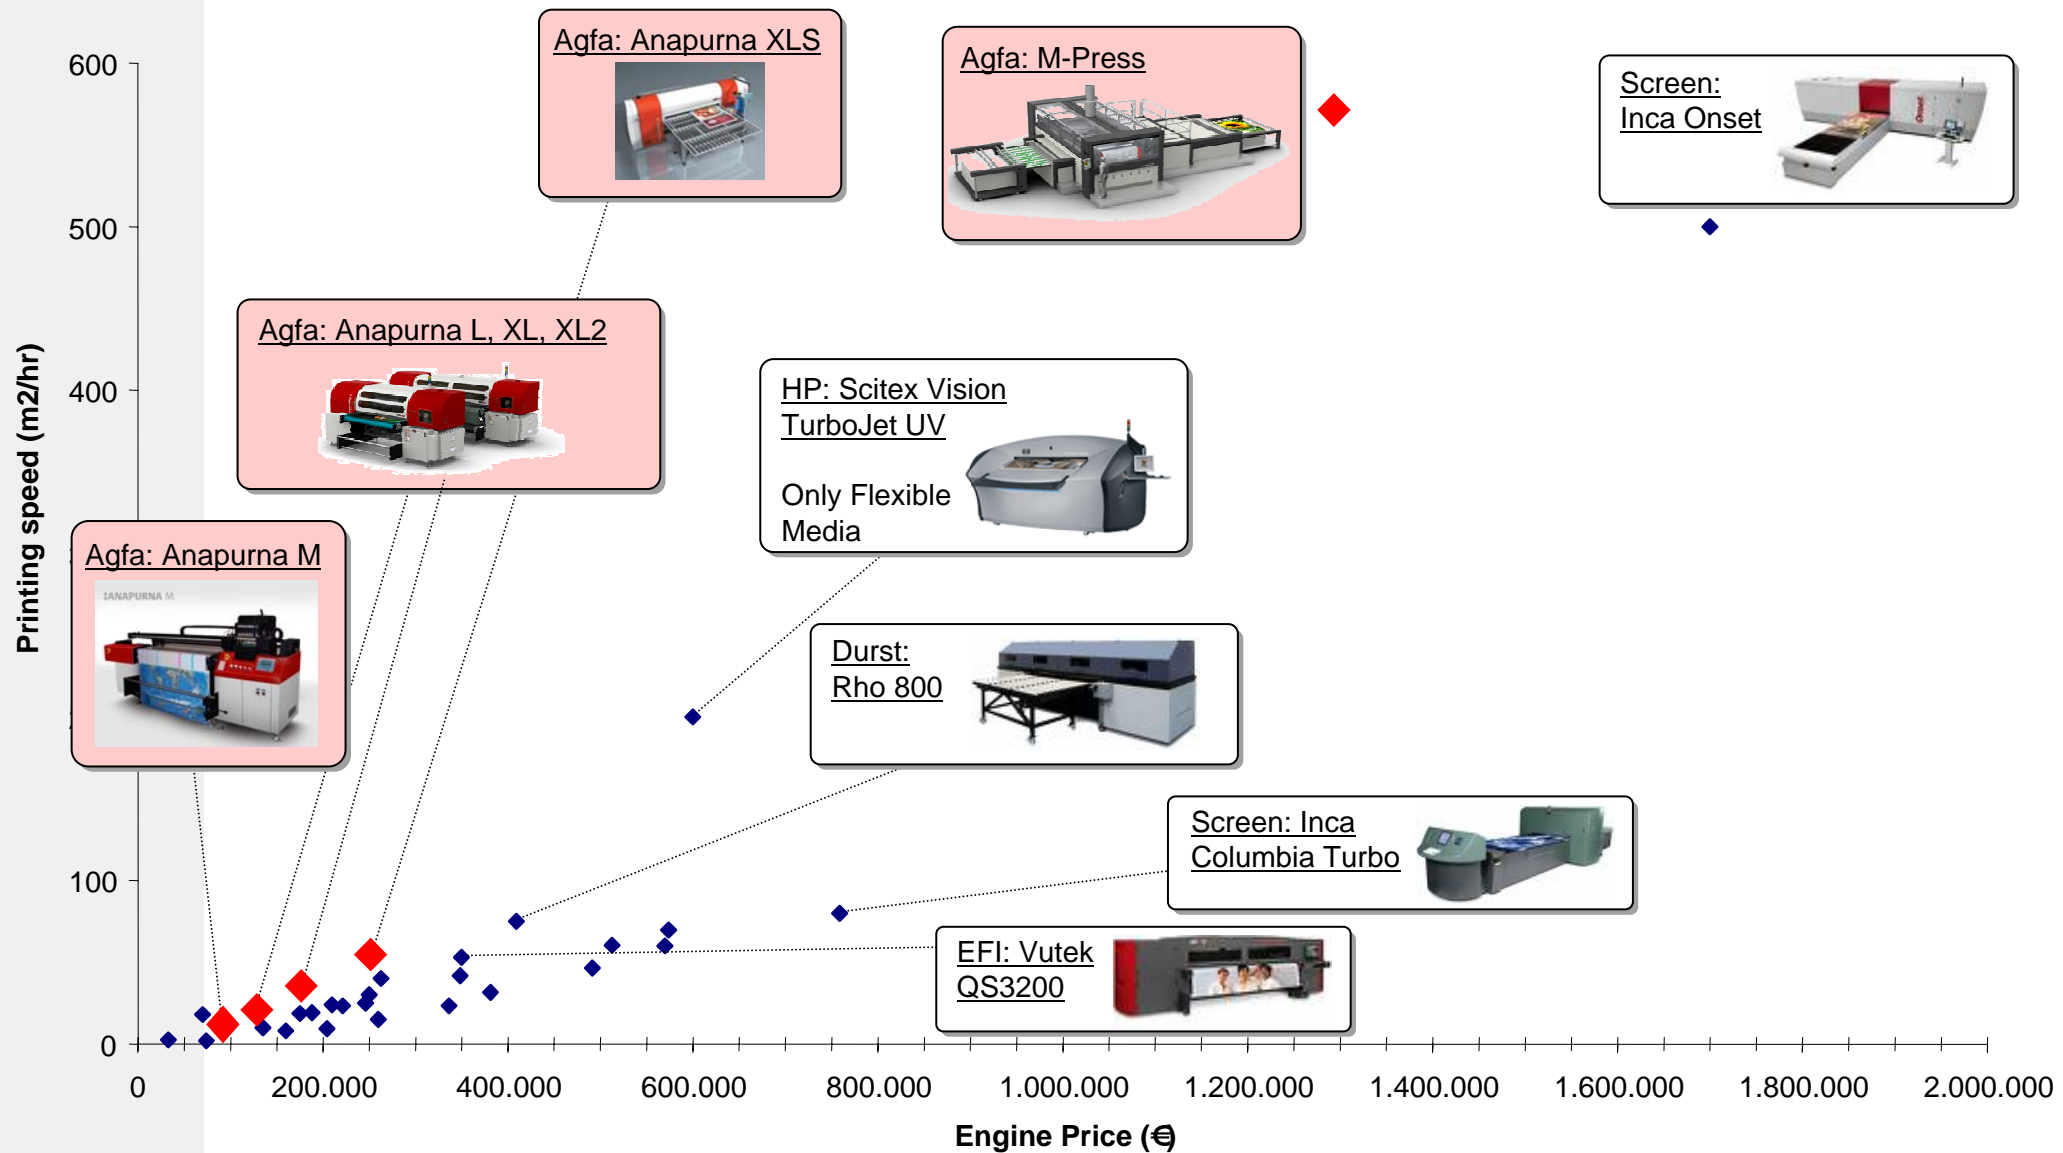 Agfa: Anapurna XLS
Agfa: M-Press
Screen:
Inca Onset
600
500
400
100
0
Printing speed (m2/hr)
Agfa: Anapurna L, XL, XL2
HP: Scitex Vision
TurboJet UV
Only Flexible
Media
Agfa: Anapurna M
ANAPURNA M
Durst:
Rho 800
Screen: Inca
Columbia Turbo
EFI: Vutek
QS3200
0
200.000
400.000
600.000
800.000
1.000.000
1.200.000
1.400.000
1.600.000
1.800.000
2.000.000
Engine Price (€)